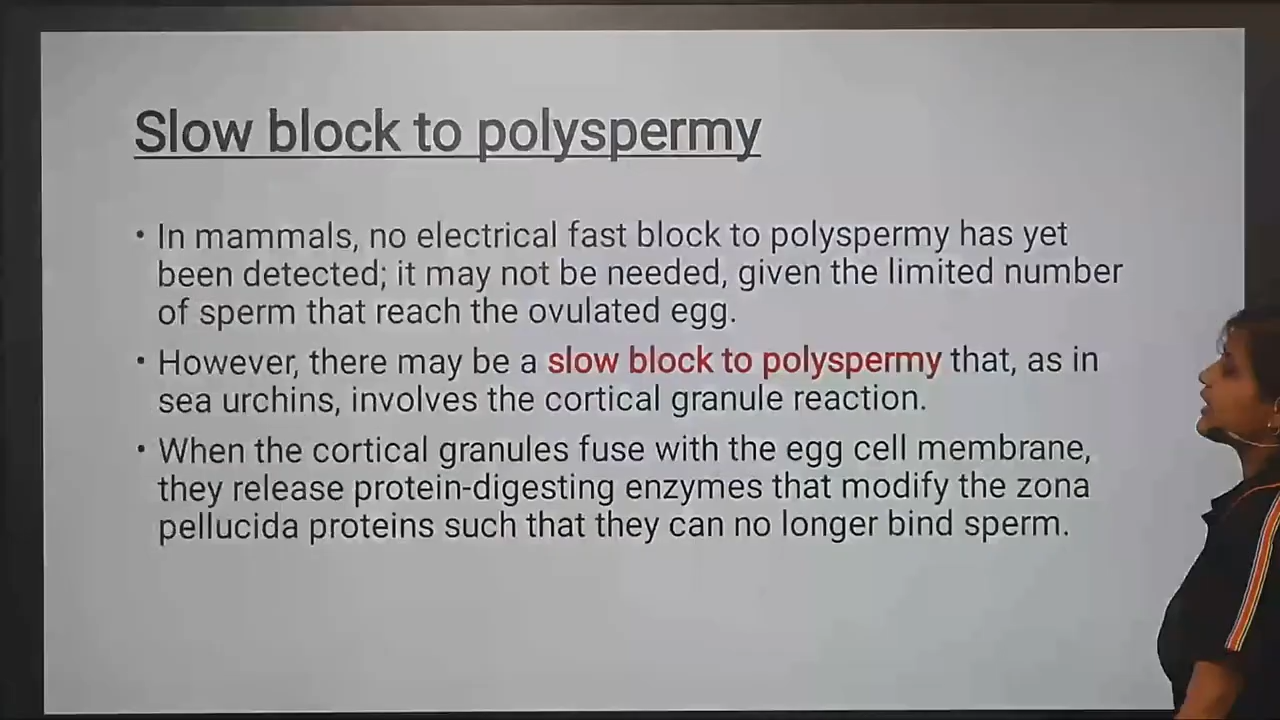 Slow block to polyspermy
• In mammals, no electrical fast block to polyspermy has yet
been detected; it may not be needed, given the limited number
of sperm that reach the ovulated egg.
• However, there may be a slow block to polyspermy that, as in
sea urchins, involves the cortical granule reaction.
• When the cortical granules fuse with the egg cell membrane,
they release protein-digesting enzymes that modify the zona
pellucida proteins such that they can no longer bind sperm.